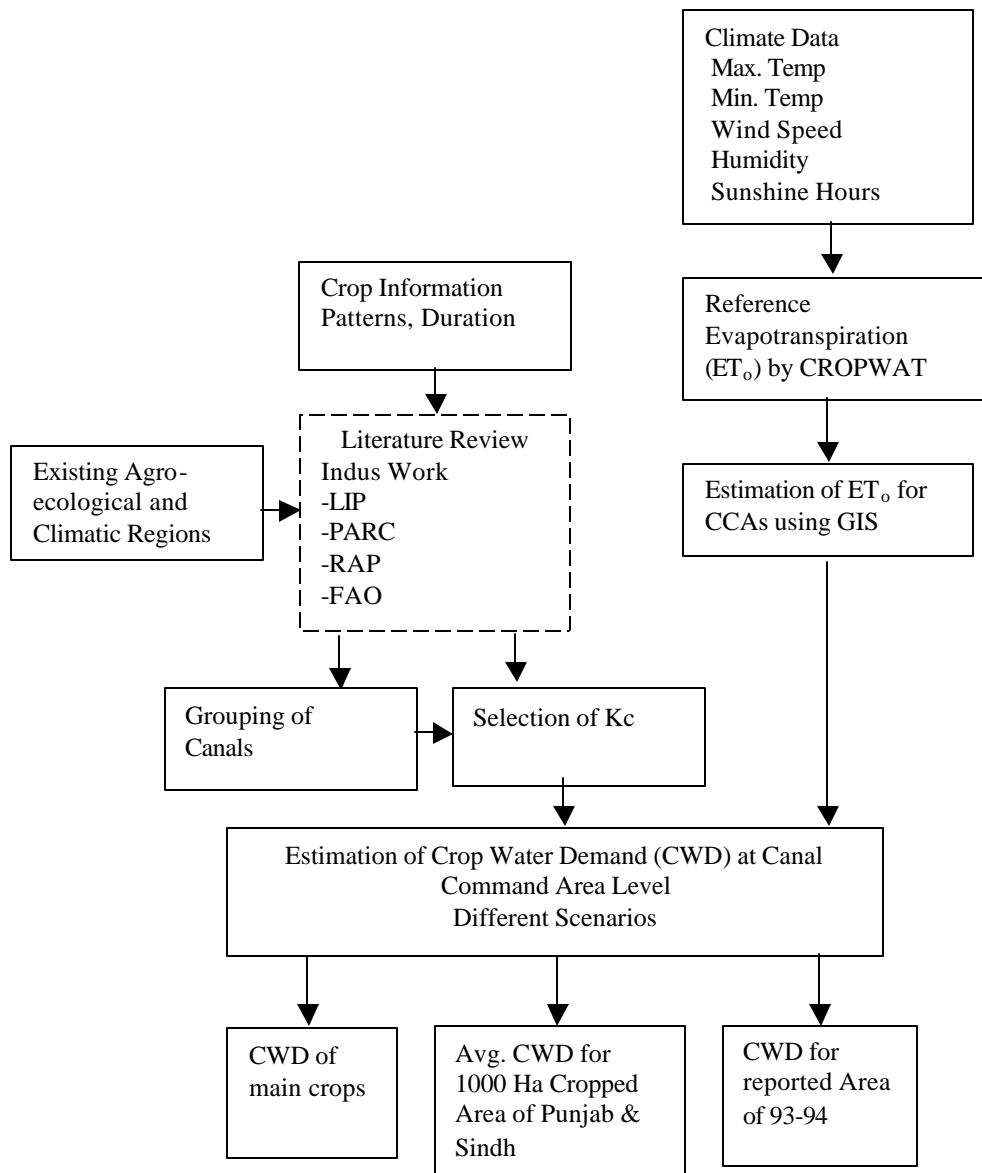 Climate Data
Max. Temp
Min. Temp
Wind Speed
Humidity
Sunshine Hours
Crop Information
Patterns, Duration
Reference
Evapotranspiration
(ETo) by CROPWAT
Literature Review
Indus Work
-LIP
-PARC
-RAP
-FAO
Existing Agro-
ecological and
Climatic Regions
Estimation of ETo for
CCAs using GIS
Grouping of
Canals
Selection of Kc
Estimation of Crop Water Demand (CWD) at Canal
Command Area Level
Different Scenarios
CWD of
main crops
Avg. CWD for
1000 Ha Cropped
Area of Punjab &
Sindh
CWD for
reported Area
of 93-94